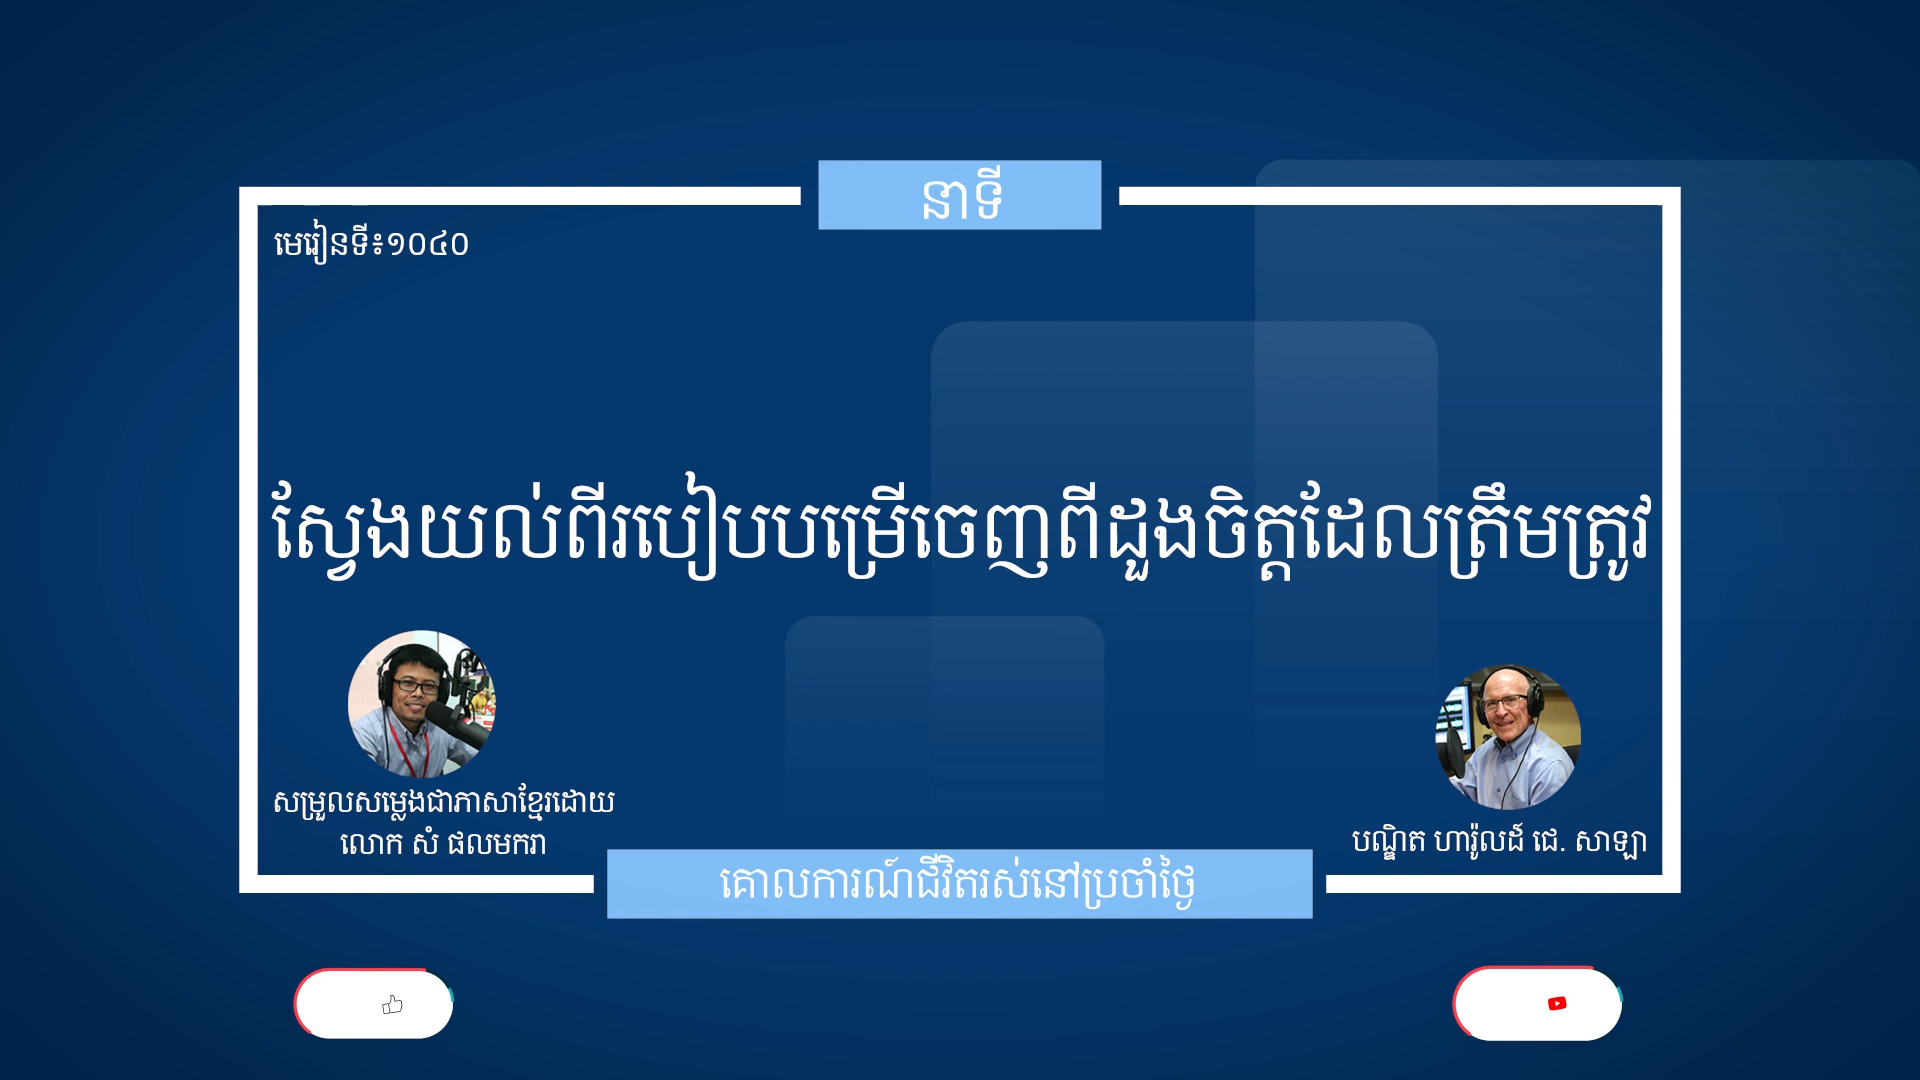 នាទី
មេរៀនទី៖១០៤០
ស្វែងយល់ពីរបៀបបម្រើចេញពីដួងចិត្តដែលត្រឹមត្រូវ
សម្រួលសម្លេងជាភាសាខ្មែរដោយ
លោក សំ ផលមករា
បណ្ឌិត ហារ៉ូលដ៍ ជេ. សាឡា
គោលការណ៍ជីវិតរស់នៅប្រចាំថ្ងៃ